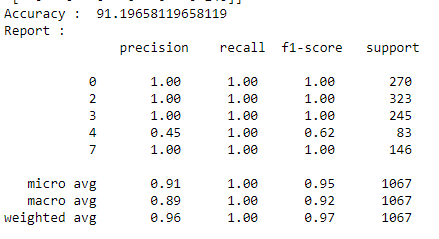 Accuracy : 91.19658119658119
Report :
precision recall f1-score support
0 1.00 1.00 1.00 270
2 1.00 1.00 1.00 323
3 1.00 1.00 1.00 245
4 0.45 1.00 0.62 83
7 1.00 1.00 1.00 146
micro avg 0.91 1.00 0.95 1067
macro avg 0.89 1.00 0.92 1067
weighted avg 0.96 1.00 0.97 1067